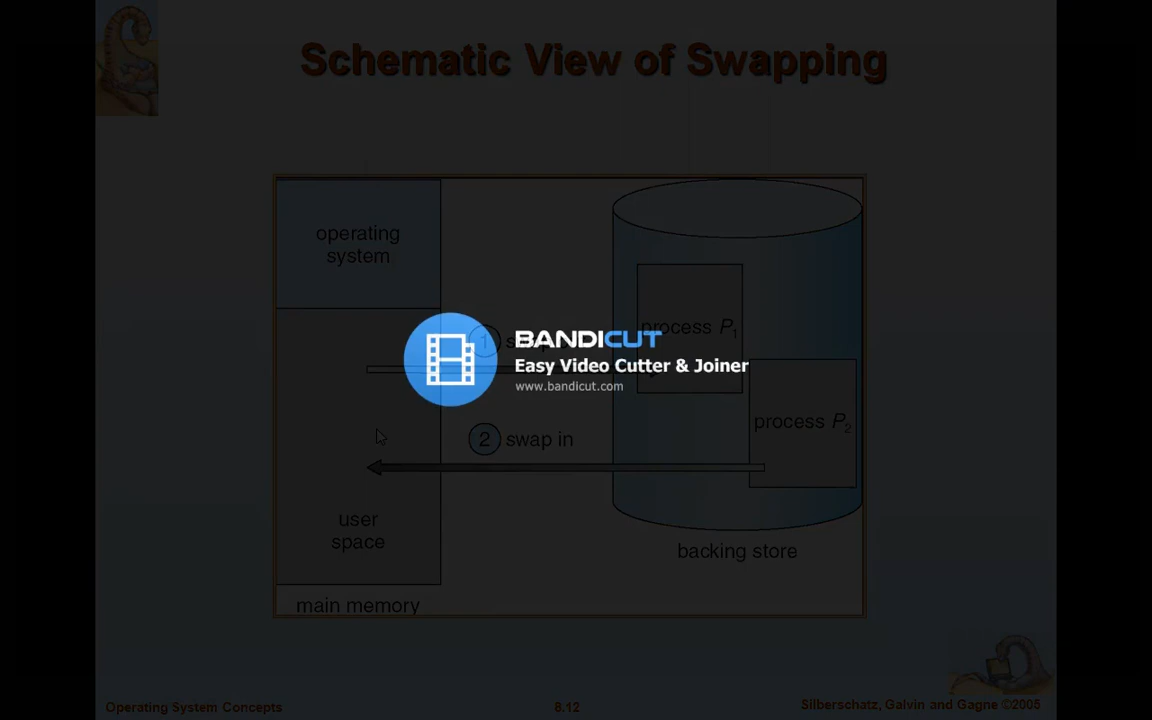 Schematic View of Swapping
operating
system
1
process P1
BANDICUT
Easy Video Cutter & Joiner
www.bandicut.com
process P2
2 swap in
user
space
backing store
main memory
Operating System Concepts
8.12
Silberschatz, Galvin and Gagne ©2005